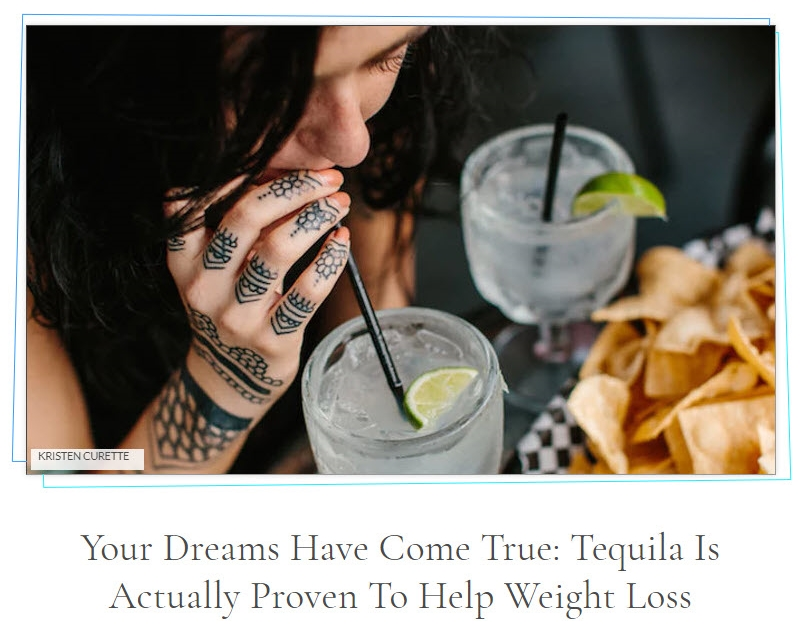 KRISTEN CURETTE
Your Dreams Have Come True: Tequila Is
Actually Proven To Help Weight Loss